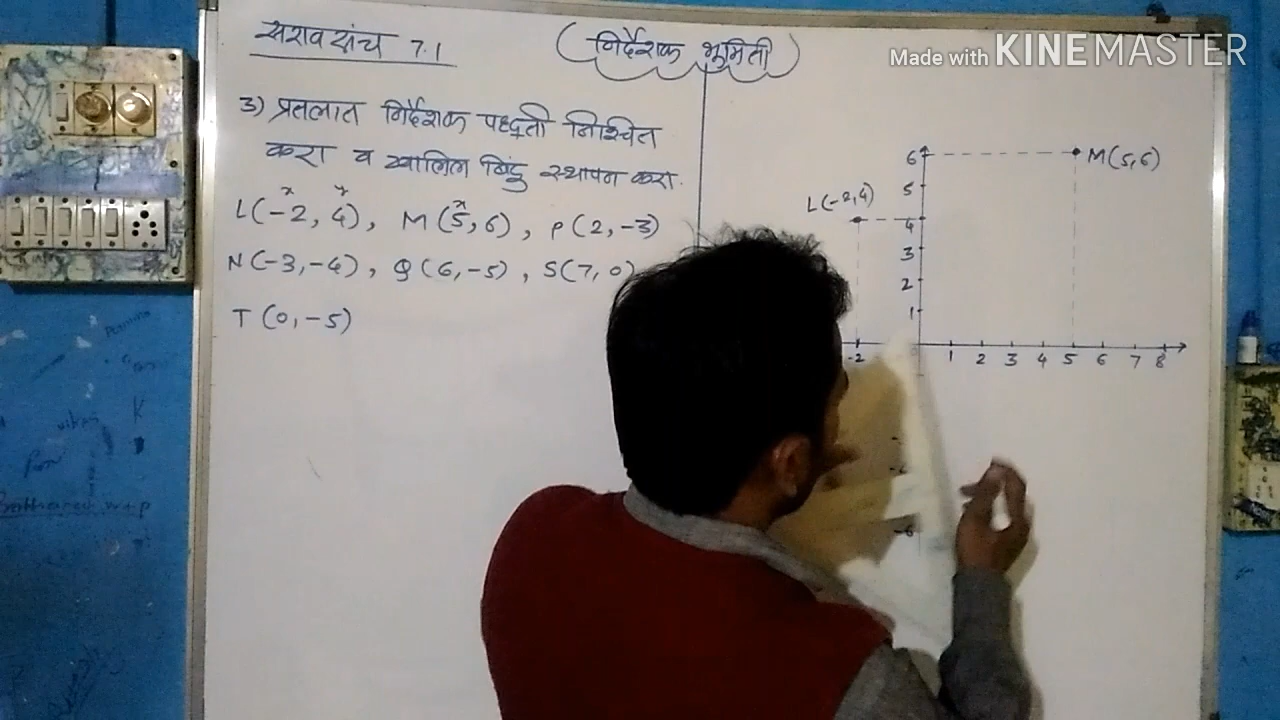 सरावसंच 7.1
(निर्देशक भुमिती)
Made with KINEMASTER
3) प्रतलात निर्देशक पद्धती निश्चित
करा व खालिल बिंदु स्थापन करा.
x y x
L(-2, 4), M(5,6), P(2,-3)
N(-3,-4), Q(6,-5), S(7,0)
T(0,-5)
6 M(5,6)
5
L(-2,4)
4
3
2
1
-2 0 1 2 3 4 5 6 7 8
-6